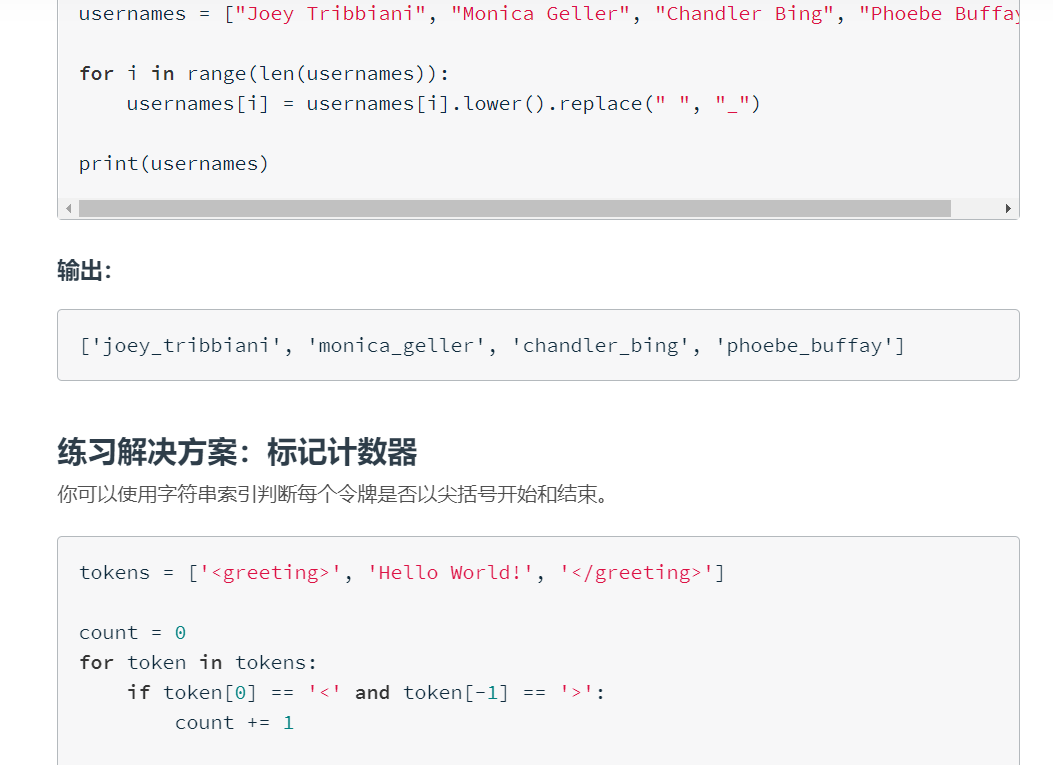 usernames = ["Joey Tribbiani", "Monica Geller", "Chandler Bing", "Phoebe Buffay
for i in range(len(usernames)):
    usernames[i] = usernames[i].lower().replace(" ", "_")
print(usernames)
输出：
['joey_tribbiani', 'monica_geller', 'chandler_bing', 'phoebe_buffay']
练习解决方案：标记计数器
你可以使用字符串索引判断每个令牌是否以尖括号开始和结束。
tokens = ['<greeting>', 'Hello World!', '</greeting>']
count = 0
for token in tokens:
    if token[0] == '<' and token[-1] == '>':
        count += 1